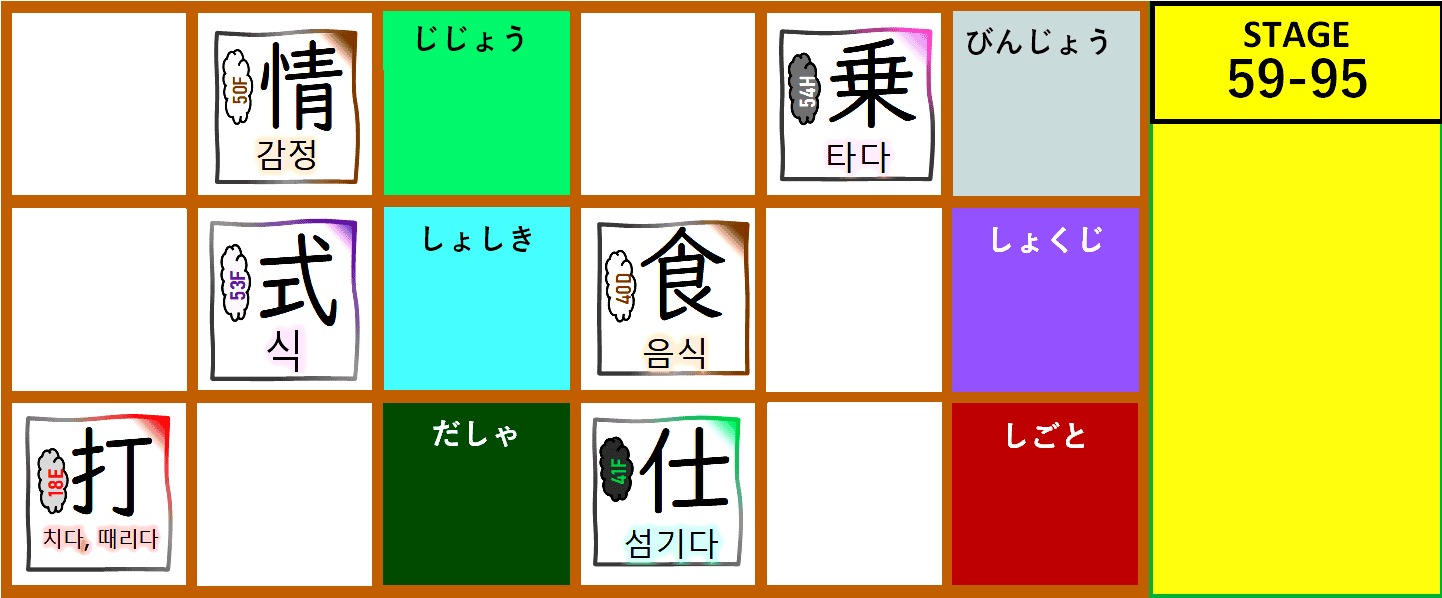 50F
情
감정
じじょう
54H
乗
타다
びんじょう
STAGE
59-95
53F
式
식
しょしき
40D
食
음식
しょくじ
18E
打
치다, 때리다
だしゃ
41F
仕
섬기다
しごと